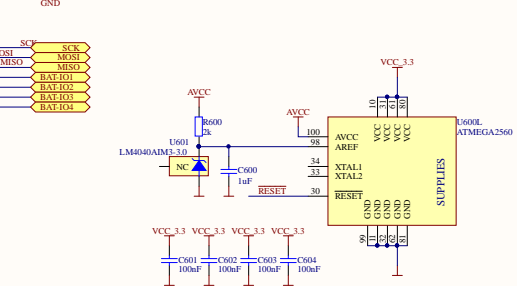 GND
SCK
SCK
OSI
MOSI
MISO
MISO
BAT-IO1
BAT-IO2
BAT-IO3
BAT-IO4
VCC_3.3
AVCC
R600
2k
AVCC
10
31
61
80
VCC
VCC
VCC
VCC
U600L
ATMEGA2560
U601
LM4040AIM3-3.0
NC
C600
1uF
100
AVCC
98
AREF
34
XTAL1
33
XTAL2
RESET
30
RESET
SUPPLIES
GND
GND
GND
GND
GND
99
11
32
62
81
VCC_3.3
VCC_3.3
VCC_3.3
VCC_3.3
C601
100nF
C602
100nF
C603
100nF
C604
100nF